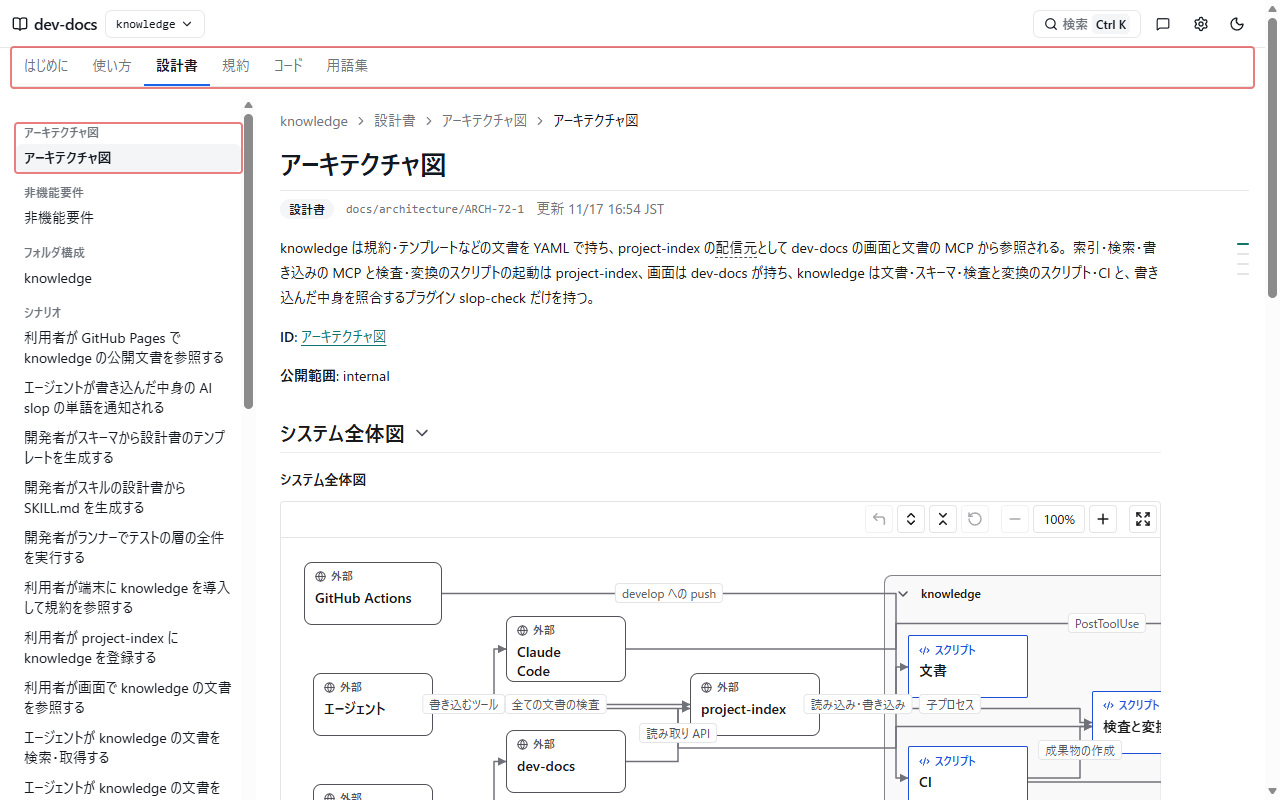 dev-docs
knowledge
検索 Ctrl K
はじめに 使い方 設計書 規約 コード 用語集
アーキテクチャ図
アーキテクチャ図
非機能要件
非機能要件
フォルダ構成
knowledge
シナリオ
利用者が GitHub Pages で
knowledge の公開文書を参照する
エージェントが書き込んだ中身の AI
slop の単語を通知される
開発者がスキーマから設計書のテンプ
レートを生成する
開発者がスキルの設計書から
SKILL.md を生成する
開発者がランナーでテストの層の全件
を実行する
利用者が端末に knowledge を導入
して規約を参照する
利用者が project-index に
knowledge を登録する
利用者が画面で knowledge の文書
を参照する
エージェントが knowledge の文書を
検索・取得する
エージェントが knowledge の文書を
knowledge > 設計書 > アーキテクチャ図 > アーキテクチャ図
アーキテクチャ図
設計書 docs/architecture/ARCH-72-1 更新 11/17 16:54 JST
knowledge は規約・テンプレートなどの文書を YAML で持ち、project-index の配信元として dev-docs の画面と文書の MCP から参照される。索引・検索・書
き込みの MCP と検査・変換のスクリプトの起動は project-index、画面は dev-docs が持ち、knowledge は文書・スキーマ・検査と変換のスクリプト・CI と、書き
込んだ中身を照合するプラグイン slop-check だけを持つ。
ID: アーキテクチャ図
公開範囲: internal
システム全体図
システム全体図
100%
外部
GitHub Actions
develop への push
knowledge
PostToolUse
外部
Claude
Code
スクリプト
文書
外部
エージェント
書き込むツール
全ての文書の検査
外部
project-index
読み込み・書き込み
子プロセス
スクリプト
検査と変換
読み取り API
外部
dev-docs
成果物の作成
スクリプト
CI
外部